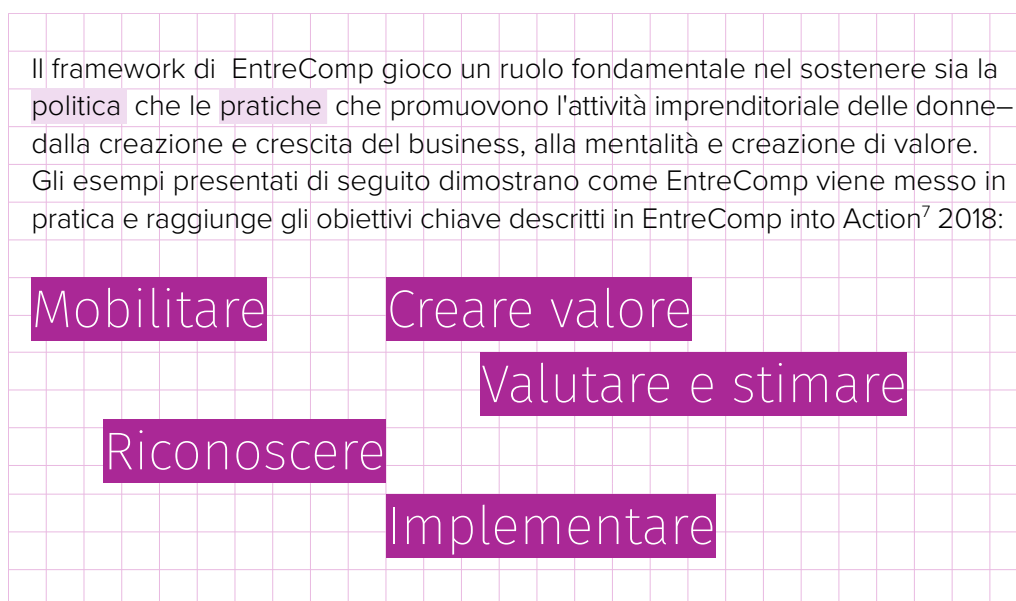 Il framework di  EntreComp gioco un ruolo fondamentale nel sostenere sia la
politica che le pratiche che promuovono l'attività imprenditoriale delle donne–
dalla creazione e crescita del business, alla mentalità e creazione di valore.
Gli esempi presentati di seguito dimostrano come EntreComp viene messo in
pratica e raggiunge gli obiettivi chiave descritti in EntreComp into Action⁷ 2018:
Mobilitare
Creare valore
Valutare e stimare
Riconoscere
Implementare